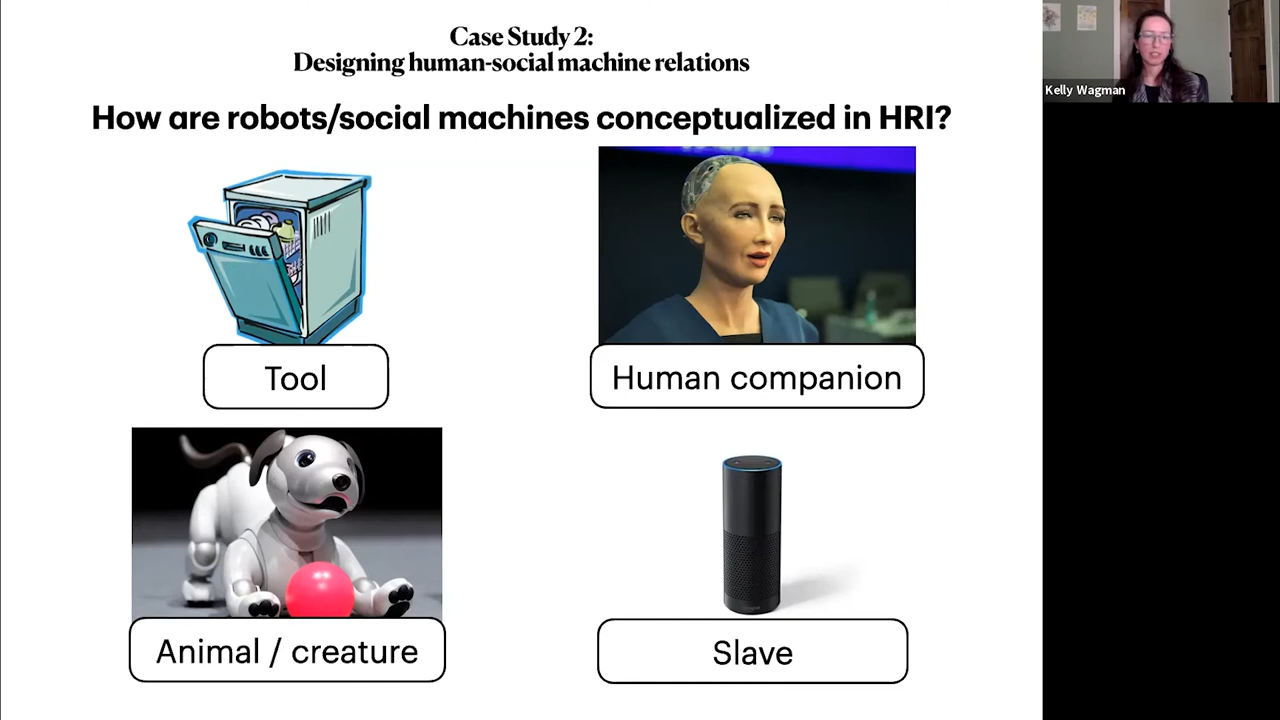 Case Study 2:
Designing human-social machine relations
How are robots/social machines conceptualized in HRI?
Kelly Wagman
Tool
Human companion
Animal / creature
Slave